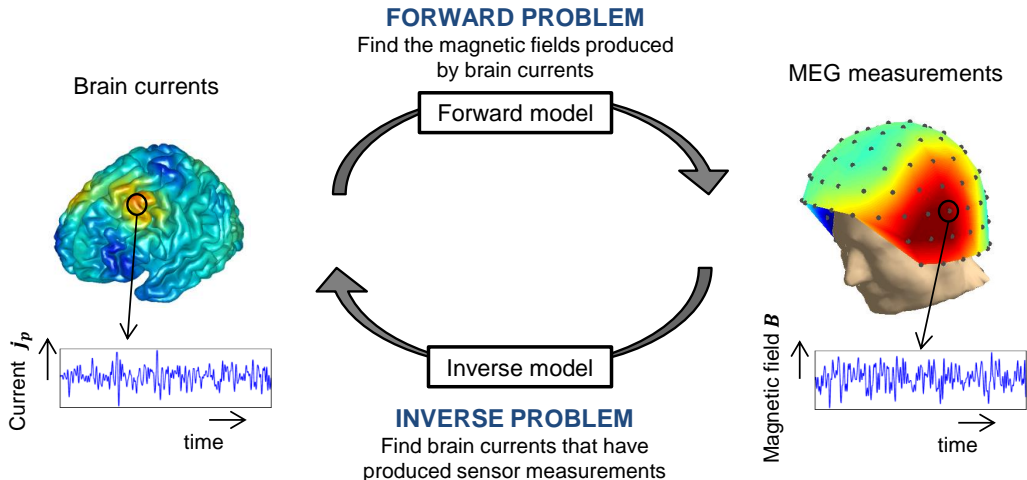 FORWARD PROBLEM
Find the magnetic fields produced
by brain currents
Brain currents
MEG measurements
Forward model
Current jₚ
time
Inverse model
Magnetic field B
time
INVERSE PROBLEM
Find brain currents that have
produced sensor measurements